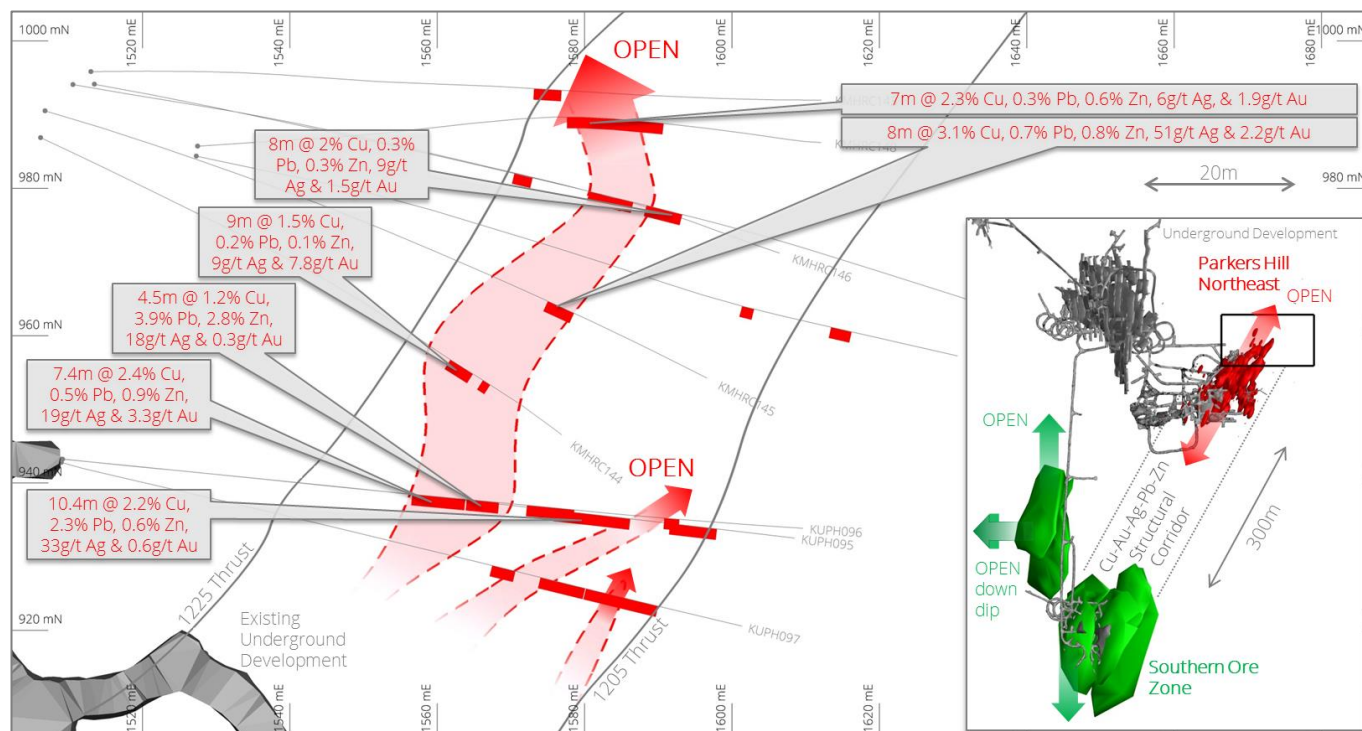 1520 mE
1540 mE
1560 mE
1580 mE
1600 mE
1620 mE
1640 mE
1660 mE
1680 mE
1000 mN
1000 mN
OPEN
7m @ 2.3% Cu, 0.3% Pb, 0.6% Zn, 6g/t Ag, & 1.9g/t Au
8m @ 3.1% Cu, 0.7% Pb, 0.8% Zn, 51g/t Ag & 2.2g/t Au
8m @ 2% Cu, 0.3%
Pb, 0.3% Zn, 9g/t
Ag & 1.5g/t Au
980 mN
20m
980 mN
9m @ 1.5% Cu,
0.2% Pb, 0.1% Zn,
9g/t Ag & 7.8g/t Au
KMHRC146
4.5m @ 1.2% Cu,
3.9% Pb, 2.8% Zn,
18g/t Ag & 0.3g/t Au
960 mN
KMHRC145
7.4m @ 2.4% Cu,
0.5% Pb, 0.9% Zn,
19g/t Ag & 3.3g/t Au
KMHRC144
940 mN
OPEN
10.4m @ 2.2% Cu,
2.3% Pb, 0.6% Zn,
33g/t Ag & 0.6g/t Au
KUPH096
KUPH095
1225 Thrust
920 mN
Existing
Underground
Development
KUPH097
1205 Thrust
1520 mE
1540 mE
1560 mE
1580 mE
1600 mE
1620 mE
Underground Development
Parkers Hill
Northeast
OPEN
OPEN
Cu-Au-Ag-Pb-Zn
Structural
Corridor
300m
OPEN
down
dip
Southern Ore
Zone